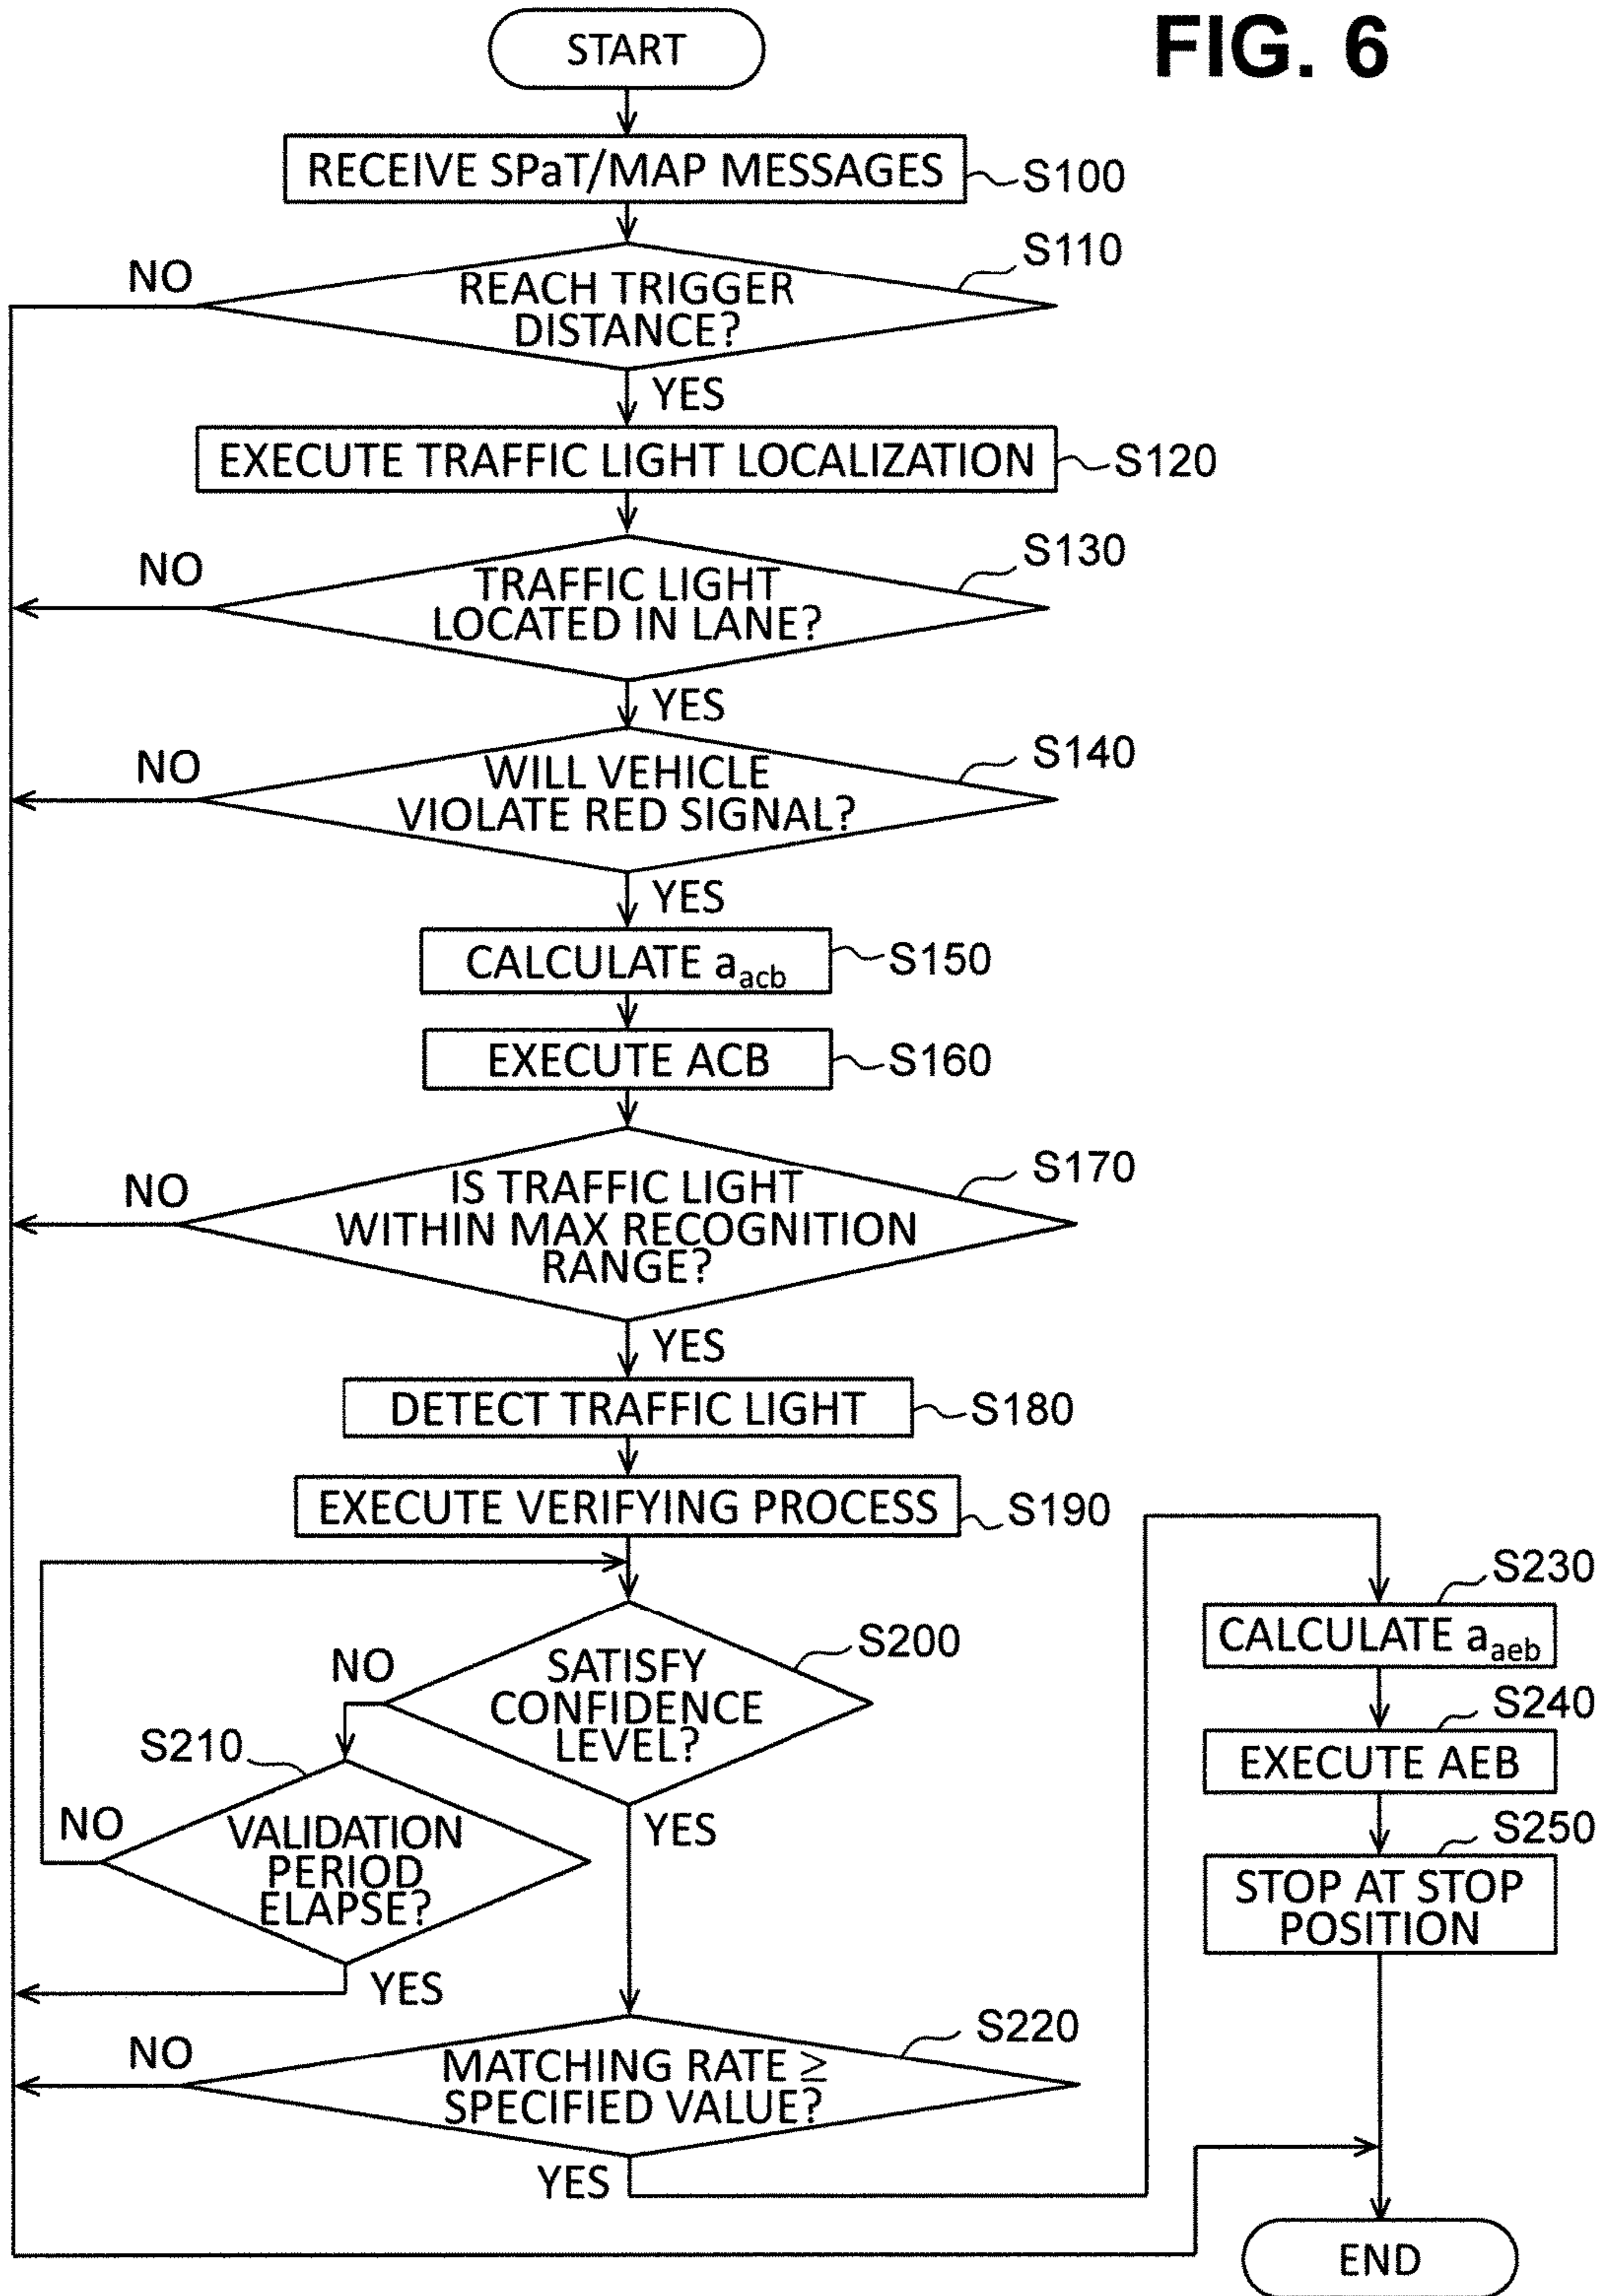 FIG. 6
START
RECEIVE SPaT/MAP MESSAGES
S100
S110
NO
REACH TRIGGER
DISTANCE?
YES
EXECUTE TRAFFIC LIGHT LOCALIZATION
S120
S130
NO
TRAFFIC LIGHT
LOCATED IN LANE?
YES
S140
NO
WILL VEHICLE
VIOLATE RED SIGNAL?
YES
CALCULATE aacb
S150
EXECUTE ACB
S160
S170
NO
IS TRAFFIC LIGHT
WITHIN MAX RECOGNITION
RANGE?
YES
DETECT TRAFFIC LIGHT
S180
EXECUTE VERIFYING PROCESS
S190
S200
NO
SATISFY
CONFIDENCE
LEVEL?
YES
S210
NO
VALIDATION
PERIOD
ELAPSE?
YES
S220
NO
MATCHING RATE ≥
SPECIFIED VALUE?
YES
S230
CALCULATE aaeb
S240
EXECUTE AEB
S250
STOP AT STOP
POSITION
END